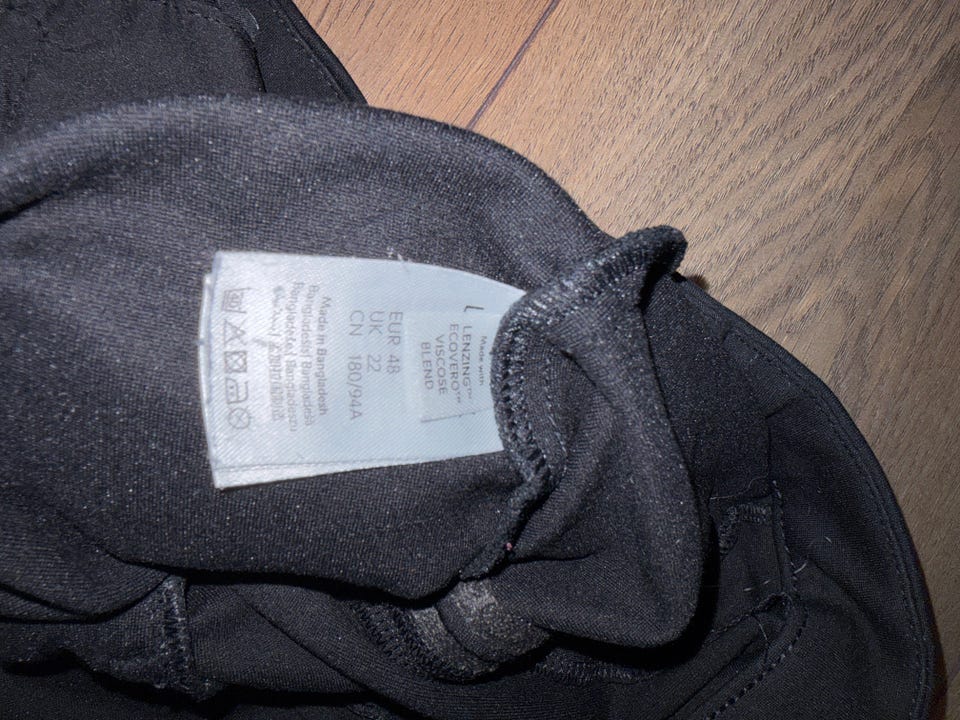 Made with
LENZING™
ECOVERO™
VISCOSE
BLEND
EUR 48
UK 22
CN 180/94A
Made in Bangladesh